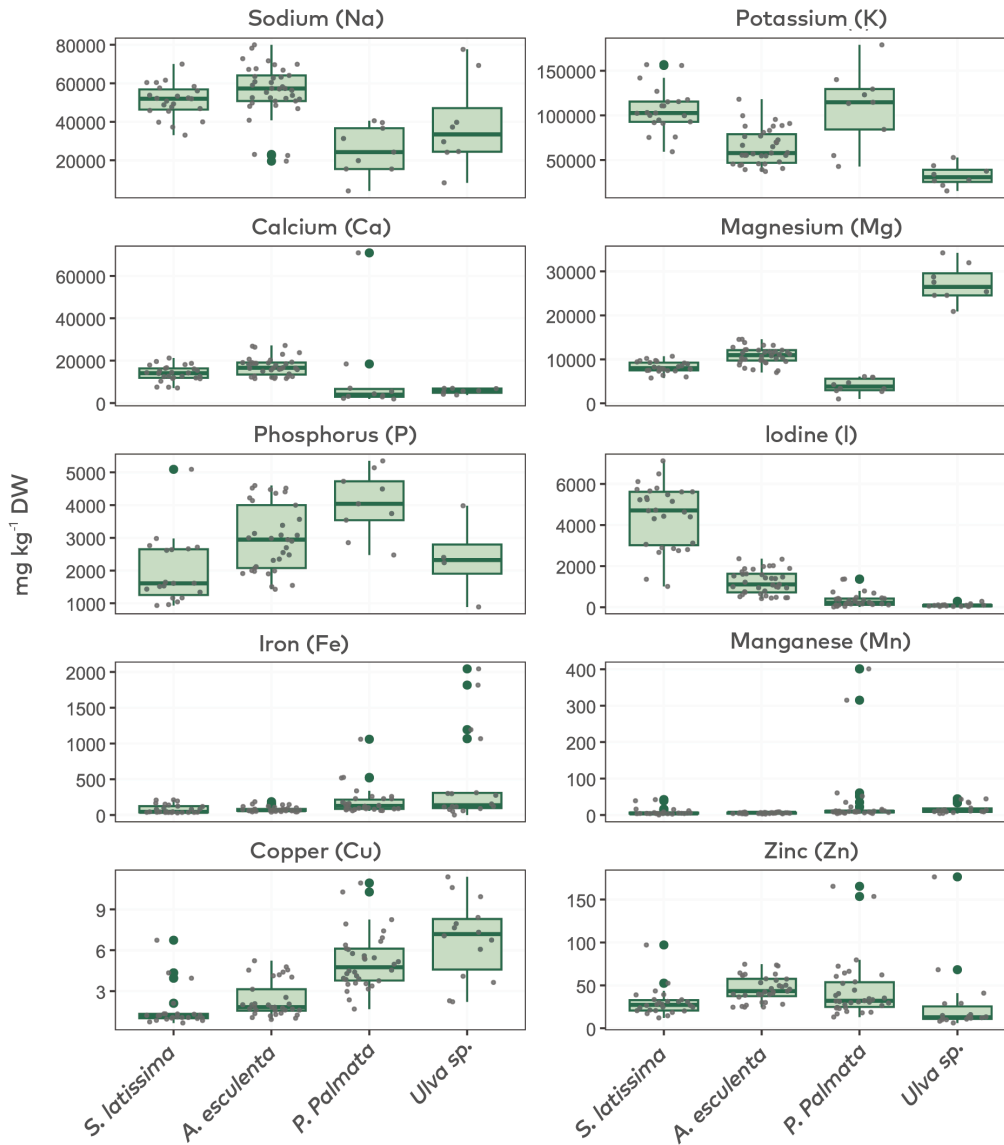 Sodium (Na)
80000
60000
40000
20000
Potassium (K)
150000
100000
50000
Calcium (Ca)
60000
40000
20000
0
Magnesium (Mg)
30000
20000
10000
0
mg kg⁻¹ DW
Phosphorus (P)
5000
4000
3000
2000
1000
Iodine (I)
6000
4000
2000
0
Iron (Fe)
2000
1500
1000
500
0
Manganese (Mn)
400
300
200
100
0
Copper (Cu)
9
6
3
Zinc (Zn)
150
100
50
0
S. latissima
A. esculenta
P. Palmata
Ulva sp.
S. latissima
A. esculenta
P. Palmata
Ulva sp.